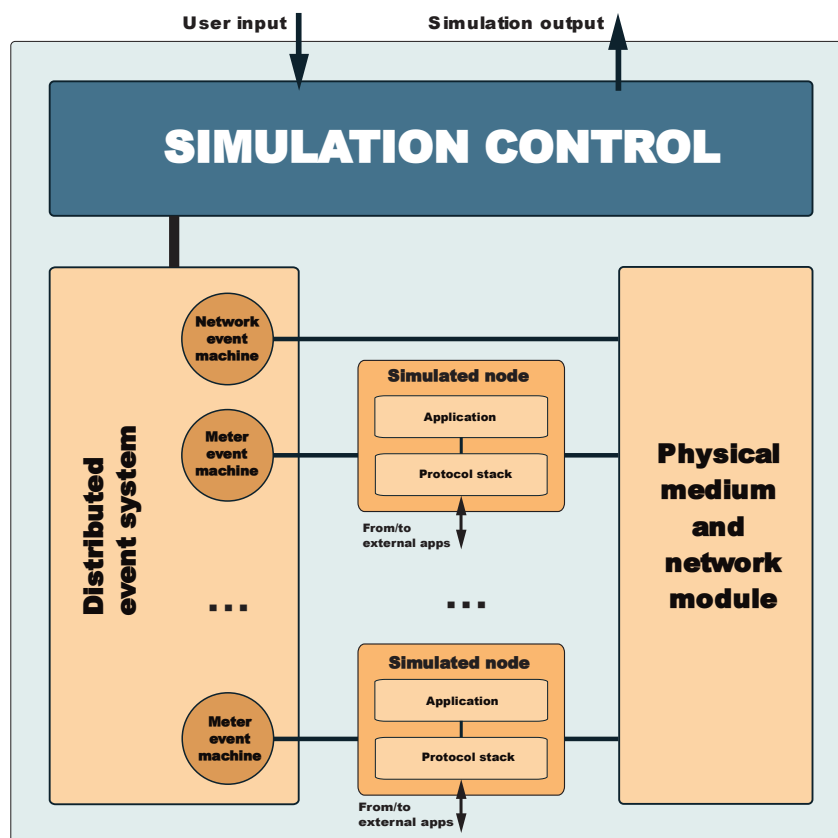 User input
Simulation output
SIMULATION CONTROL
Distributed
event system
Network
event
machine
Simulated node
Application
Protocol stack
Meter
event
machine
From/to
external apps
Physical
medium
and
network
module
...
...
Simulated node
Application
Protocol stack
Meter
event
machine
From/to
external apps